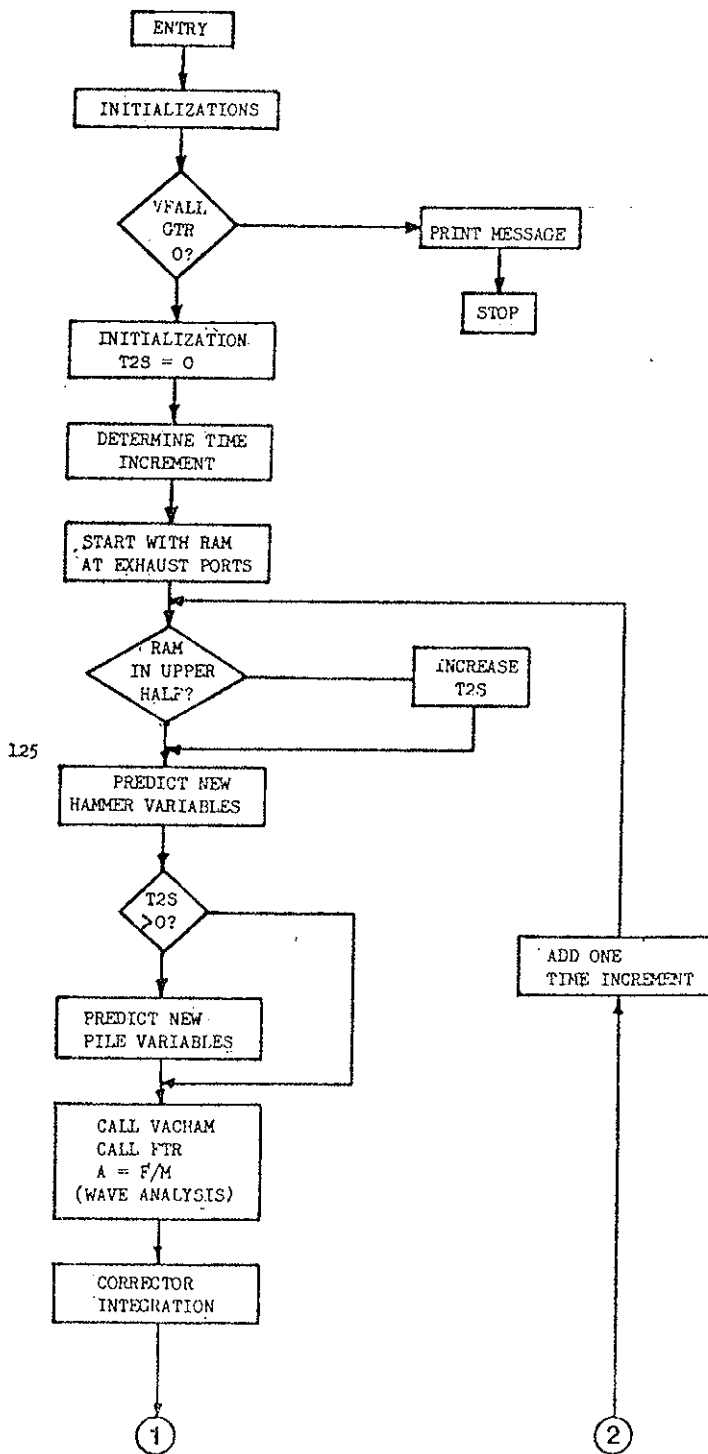 ENTRY
INITIALIZATIONS
VFALL
GTR
0?
PRINT MESSAGE
STOP
INITIALIZATION
T2S = 0
DETERMINE TIME
INCREMENT
START WITH RAM
AT EXHAUST PORTS
RAM
IN UPPER
HALF?
INCREASE
T2S
125
PREDICT NEW
HAMMER VARIABLES
T2S
>0?
ADD ONE
TIME INCREMENT
PREDICT NEW
PILE VARIABLES
CALL VACHAM
CALL FTR
A = F/M
(WAVE ANALYSIS)
CORRECTOR
INTEGRATION
1
2